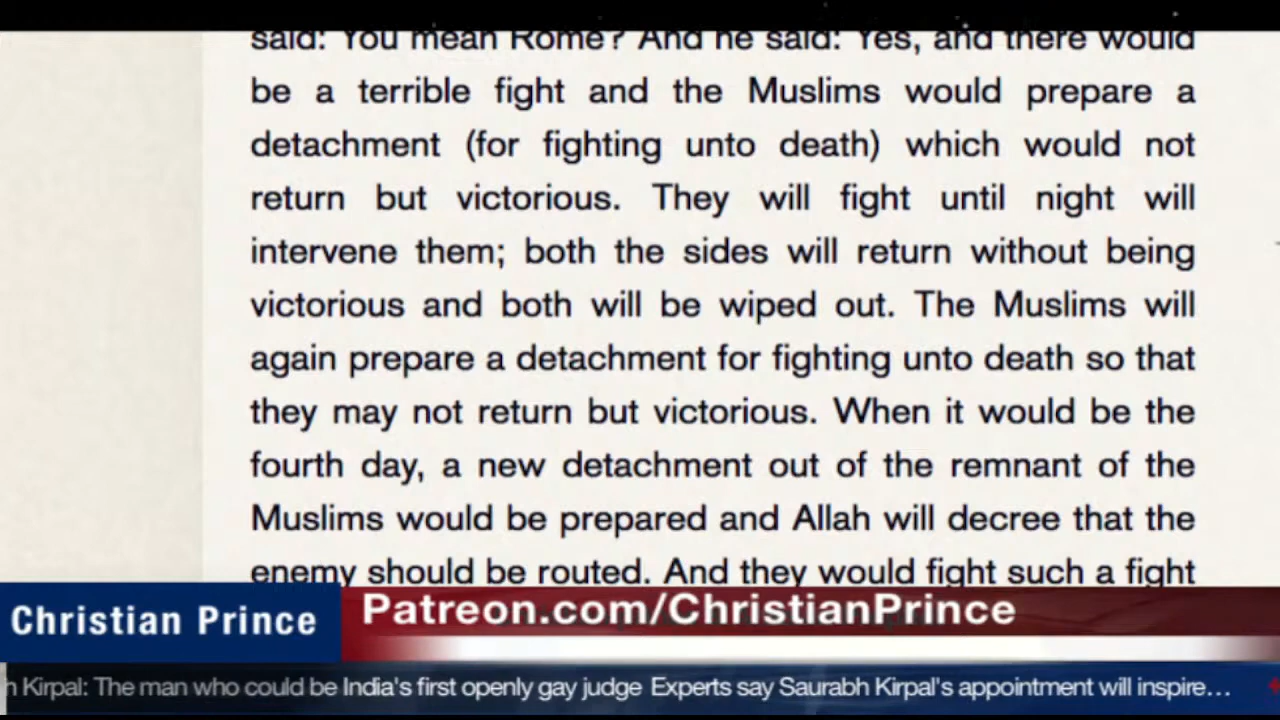 said: You mean Rome? And he said: Yes, and there would
be a terrible fight and the Muslims would prepare a
detachment (for fighting unto death) which would not
return but victorious. They will fight until night will
intervene them; both the sides will return without being
victorious and both will be wiped out. The Muslims will
again prepare a detachment for fighting unto death so that
they may not return but victorious. When it would be the
fourth day, a new detachment out of the remnant of the
Muslims would be prepared and Allah will decree that the
enemy should be routed. And they would fight such a fight
Christian Prince
Patreon.com/ChristianPrince
h Kirpal: The man who could be India's first openly gay judge Experts say Saurabh Kirpal's appointment will inspire…